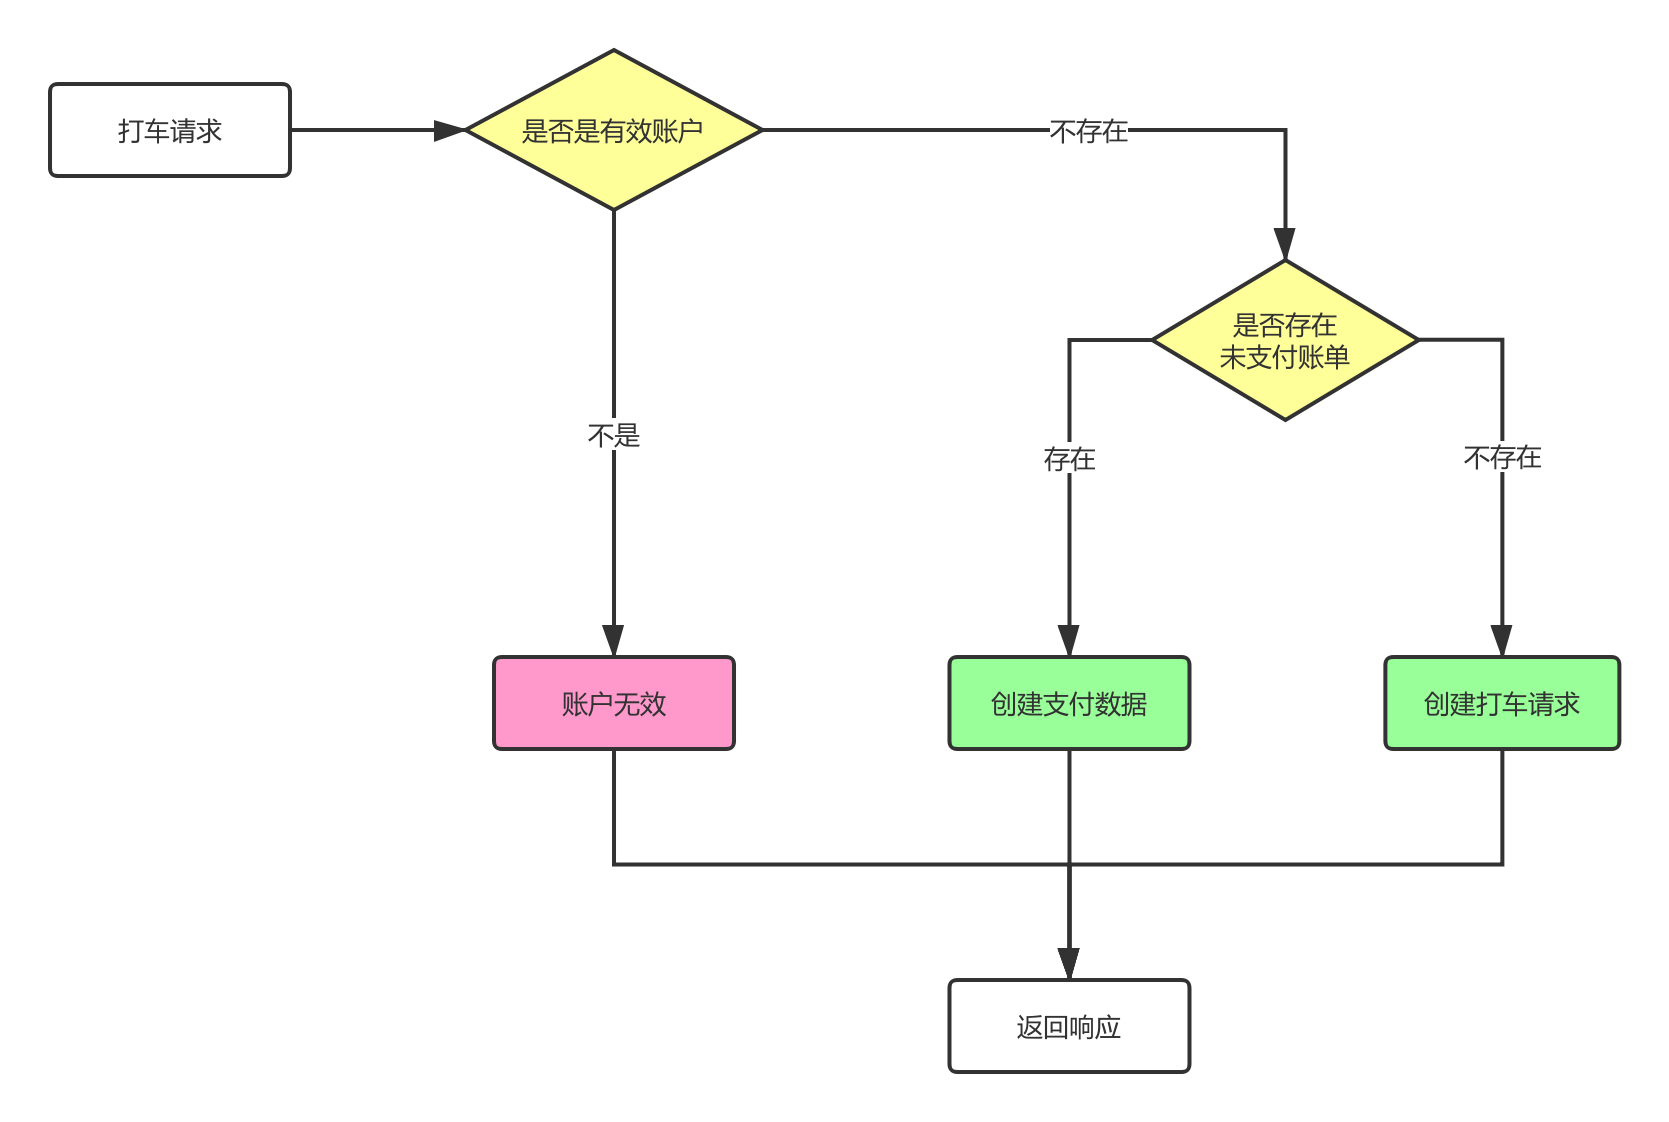 打车请求
是否是有效账户
不存在
是否存在
未支付账单
不是
存在
不存在
账户无效
创建支付数据
创建打车请求
返回响应